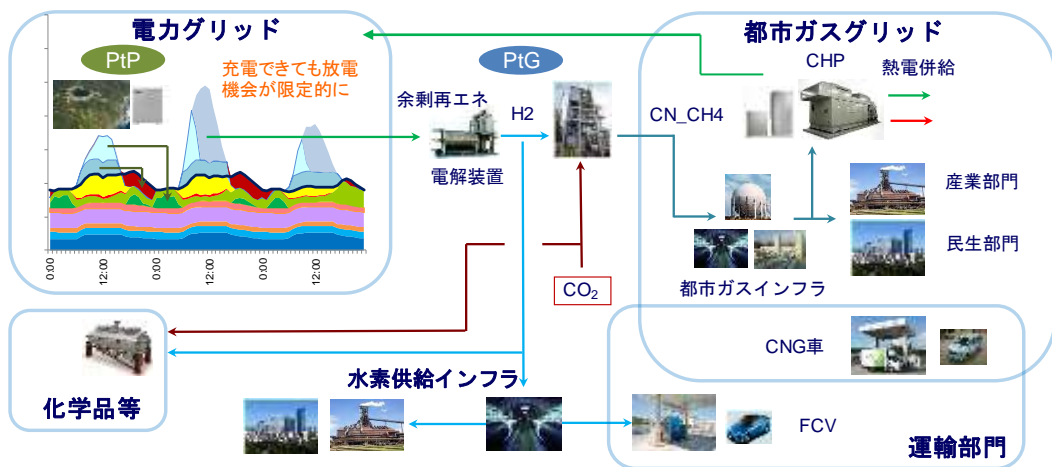 電力グリッド
PtP
充電できても放電
機会が限定的に
0:00
12:00
0:00
12:00
0:00
12:00
PtG
余剰再エネ
H2
電解装置
CN_CH4
CO₂
都市ガスグリッド
CHP
熱電併給
産業部門
民生部門
都市ガスインフラ
CNG車
化学品等
水素供給インフラ
FCV
運輸部門